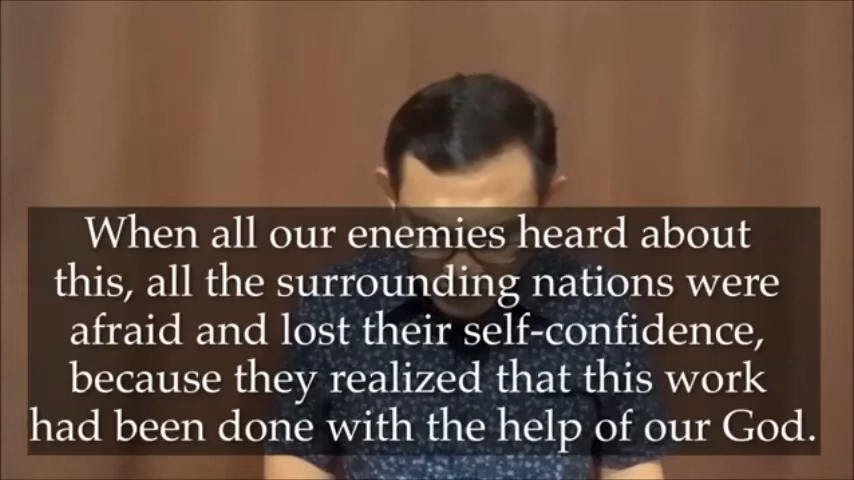 When all our enemies heard about
this, all the surrounding nations were
afraid and lost their self-confidence,
because they realized that this work
had been done with the help of our God.